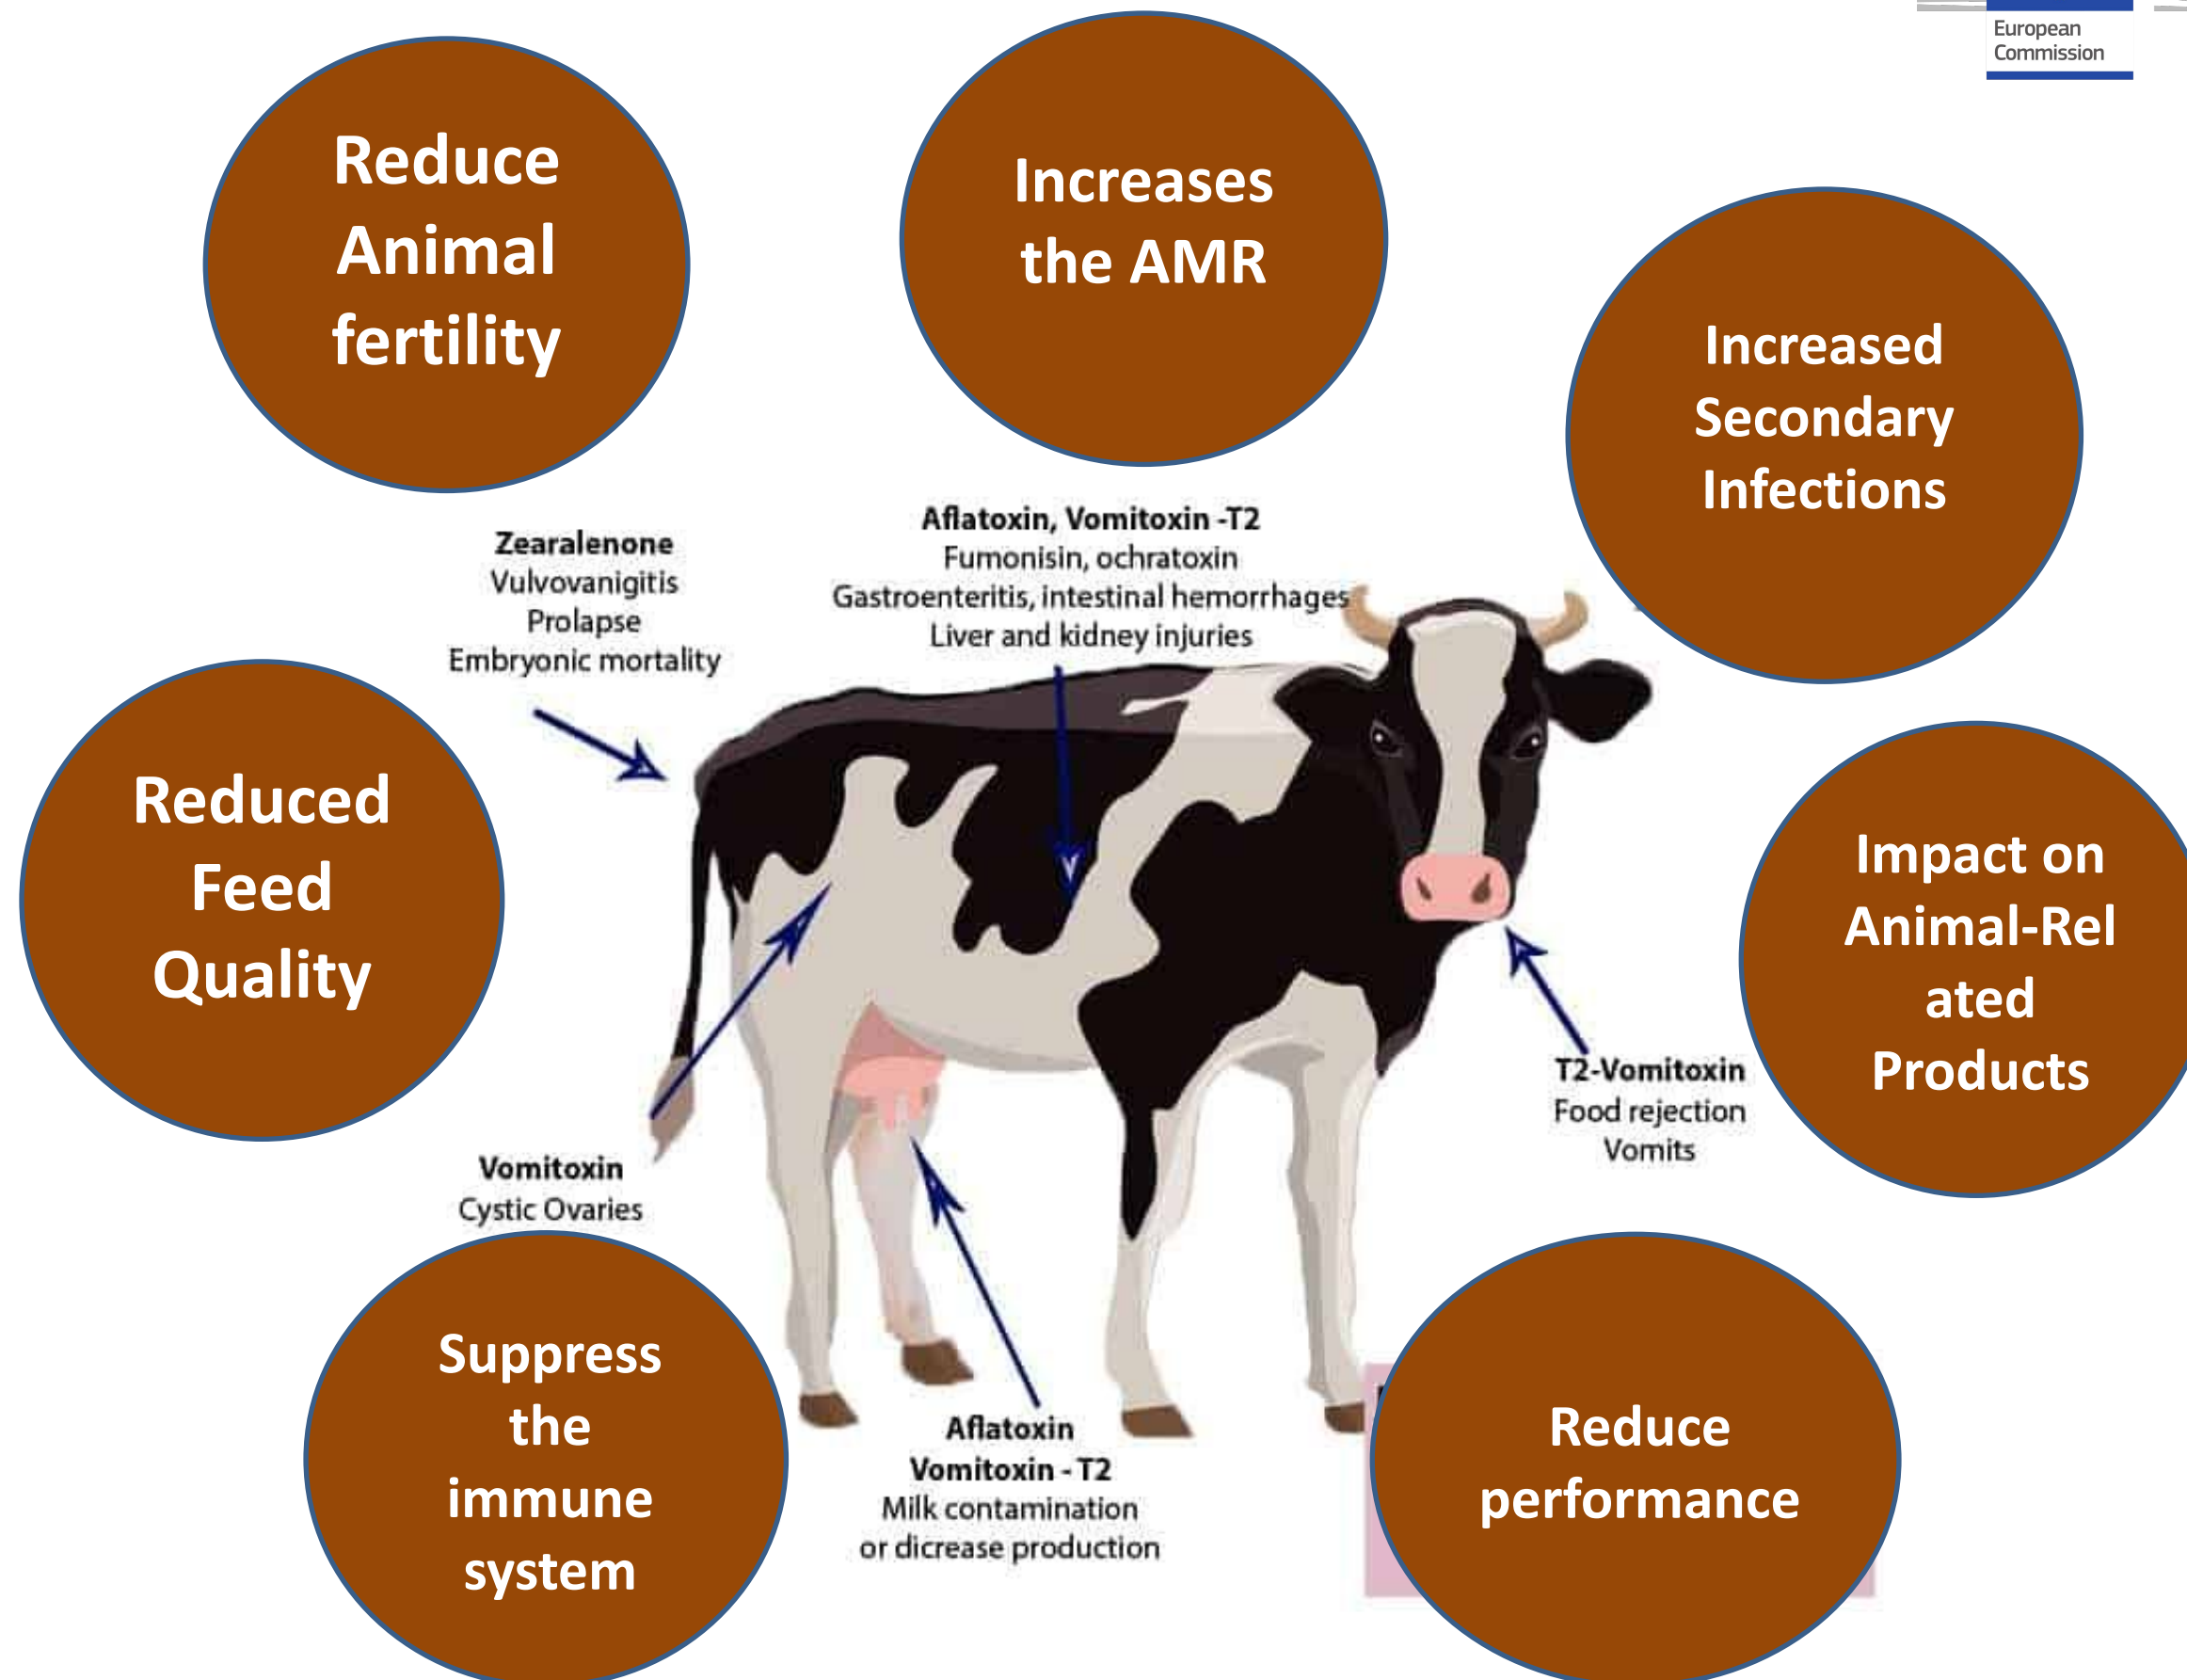 European
Commission
Reduce
Animal
fertility
Increases
the AMR
Increased
Secondary
Infections
Zearalenone
Vulvovanigitis
Prolapse
Embryonic mortality
Aflatoxin, Vomitoxin -T2
Fumonisin, ochratoxin
Gastroenteritis, intestinal hemorrhages
Liver and kidney injuries
Reduced
Feed
Quality
Impact on
Animal-Rel
ated
Products
T2-Vomitoxin
Food rejection
Vomits
Vomitoxin
Cystic Ovaries
Suppress
the
immune
system
Aflatoxin
Vomitoxin - T2
Milk contamination
or dicrease production
Reduce
performance